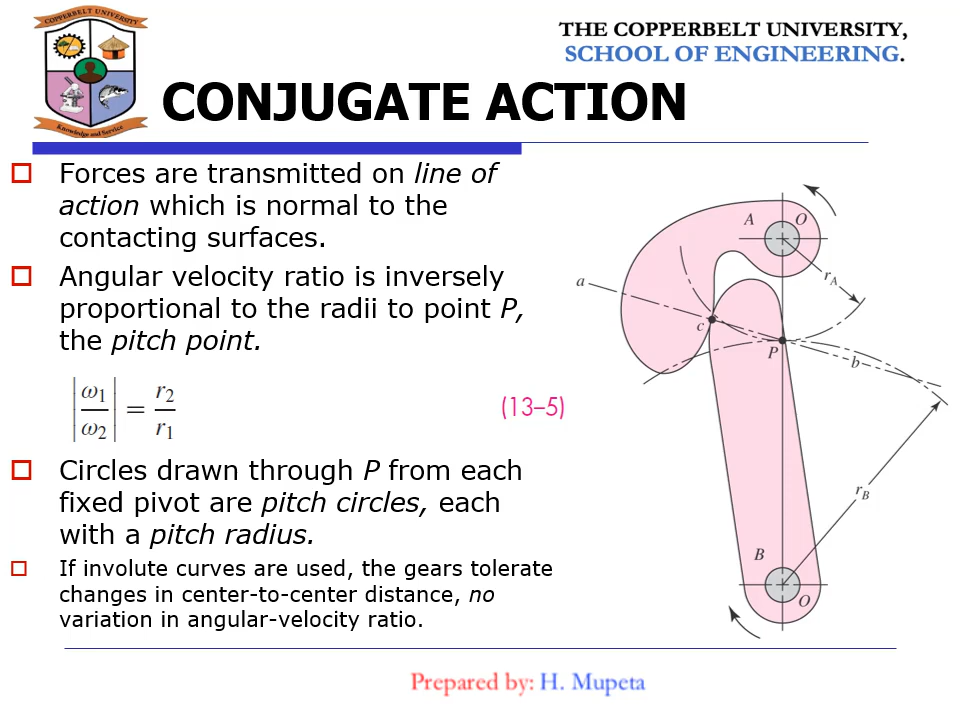 COPPERBELT UNIVERSITY
Knowledge and Service
THE COPPERBELT UNIVERSITY,
SCHOOL OF ENGINEERING.
CONJUGATE ACTION
Forces are transmitted on line of
action which is normal to the
contacting surfaces.
Angular velocity ratio is inversely
proportional to the radii to point P,
the pitch point.
|ω1/ω2| = r2/r1
(13–5)
Circles drawn through P from each
fixed pivot are pitch circles, each
with a pitch radius.
If involute curves are used, the gears tolerate
changes in center-to-center distance, no
variation in angular-velocity ratio.
A O
rA
a
c
P
b
rB
B
O
Prepared by: H. Mupeta